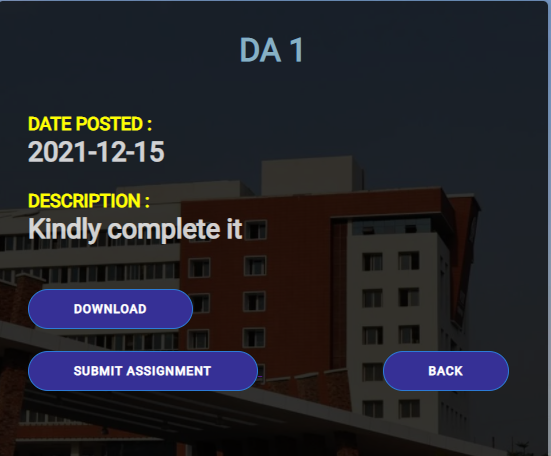 DA 1
DATE POSTED :
2021-12-15
DESCRIPTION :
Kindly complete it
DOWNLOAD
SUBMIT ASSIGNMENT
BACK